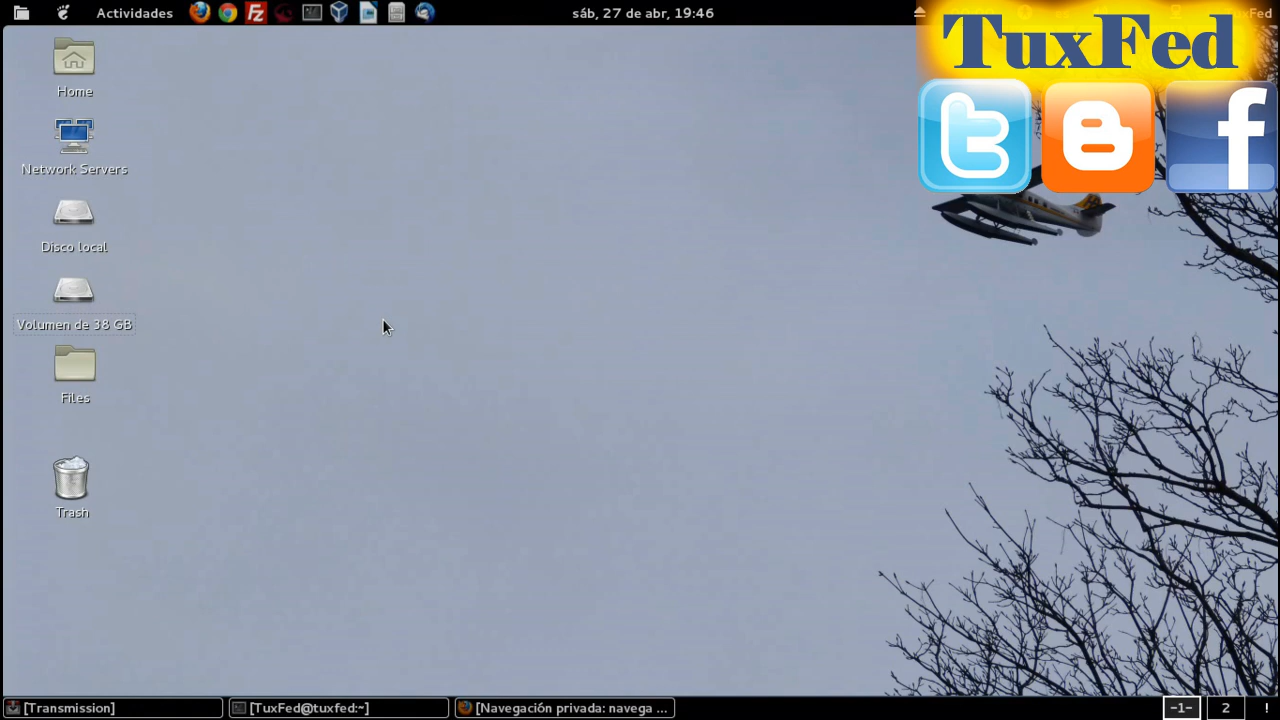 Actividades
sáb, 27 de abr, 19:46
TuxFed
TuxFed
Home
Network Servers
Disco local
Volumen de 38 GB
Files
Trash
[Transmission]
[TuxFed@tuxfed:~]
[Navegación privada: navega ...
-1-
2
!